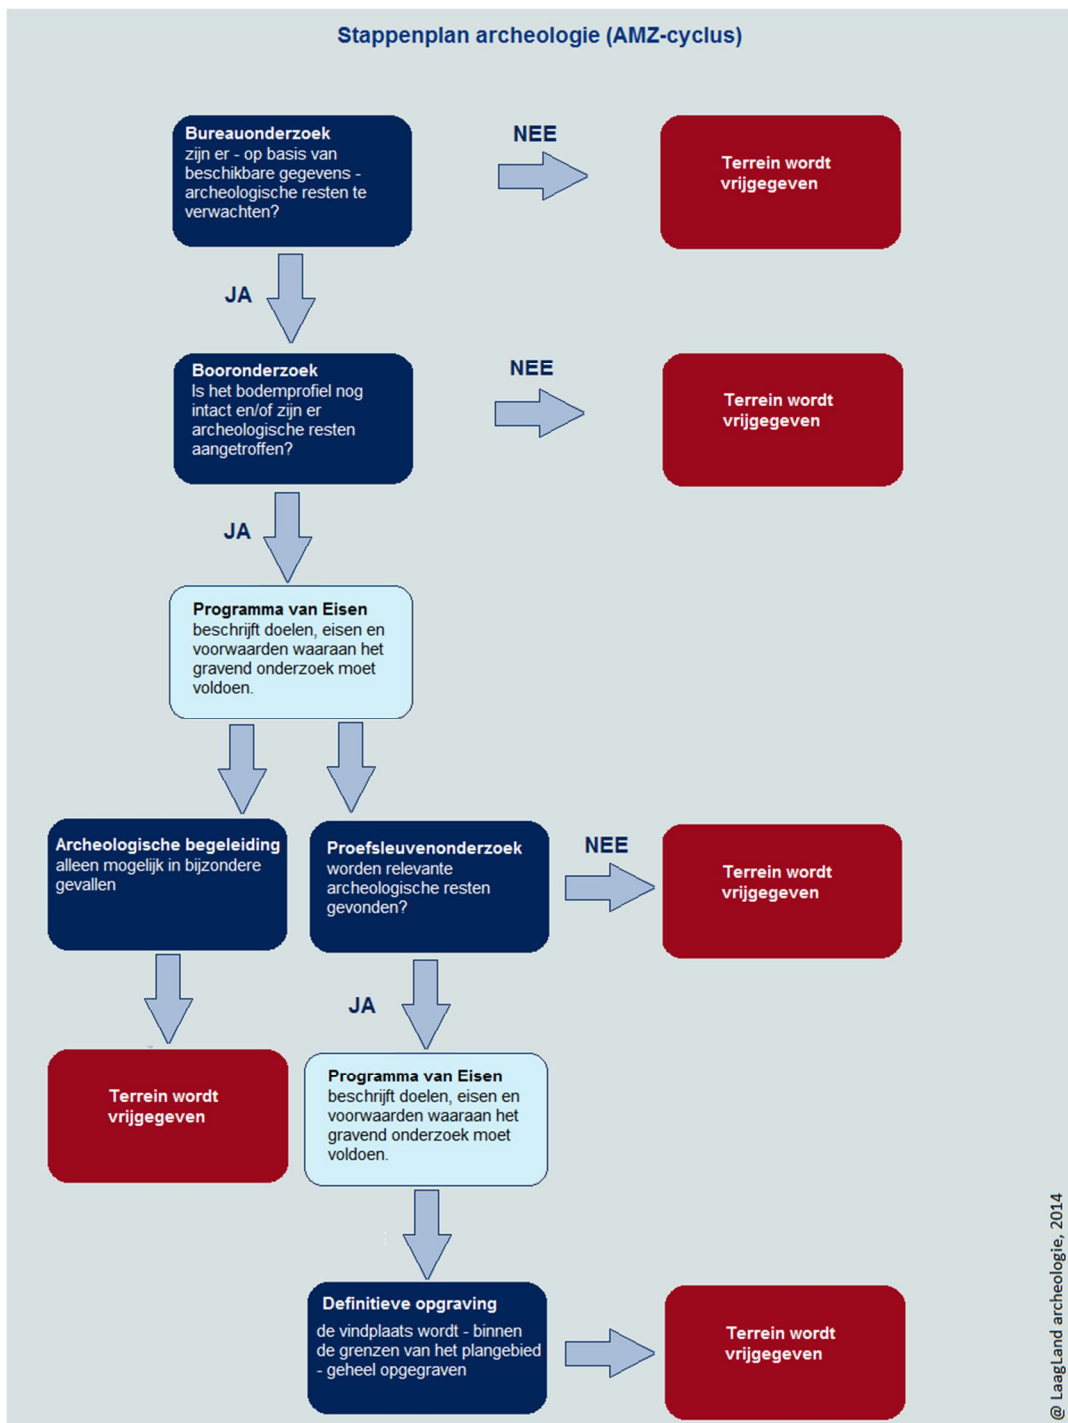 Stappenplan archeologie (AMZ-cyclus)
Bureauonderzoek
zijn er - op basis van
beschikbare gegevens -
archeologische resten te
verwachten?
NEE
Terrein wordt
vrijgegeven
JA
Booronderzoek
Is het bodemprofiel nog
intact en/of zijn er
archeologische resten
aangetroffen?
NEE
Terrein wordt
vrijgegeven
JA
Programma van Eisen
beschrijft doelen, eisen en
voorwaarden waaraan het
gravend onderzoek moet
voldoen.
Archeologische begeleiding
alleen mogelijk in bijzondere
gevallen
Proefsleuvenonderzoek
worden relevante
archeologische resten
gevonden?
NEE
Terrein wordt
vrijgegeven
JA
Terrein wordt
vrijgegeven
Programma van Eisen
beschrijft doelen, eisen en
voorwaarden waaraan het
gravend onderzoek moet
voldoen.
Definitieve opgraving
de vindplaats wordt - binnen
de grenzen van het plangebied
- geheel opgegraven
Terrein wordt
vrijgegeven
@ LaagLand archeologie, 2014